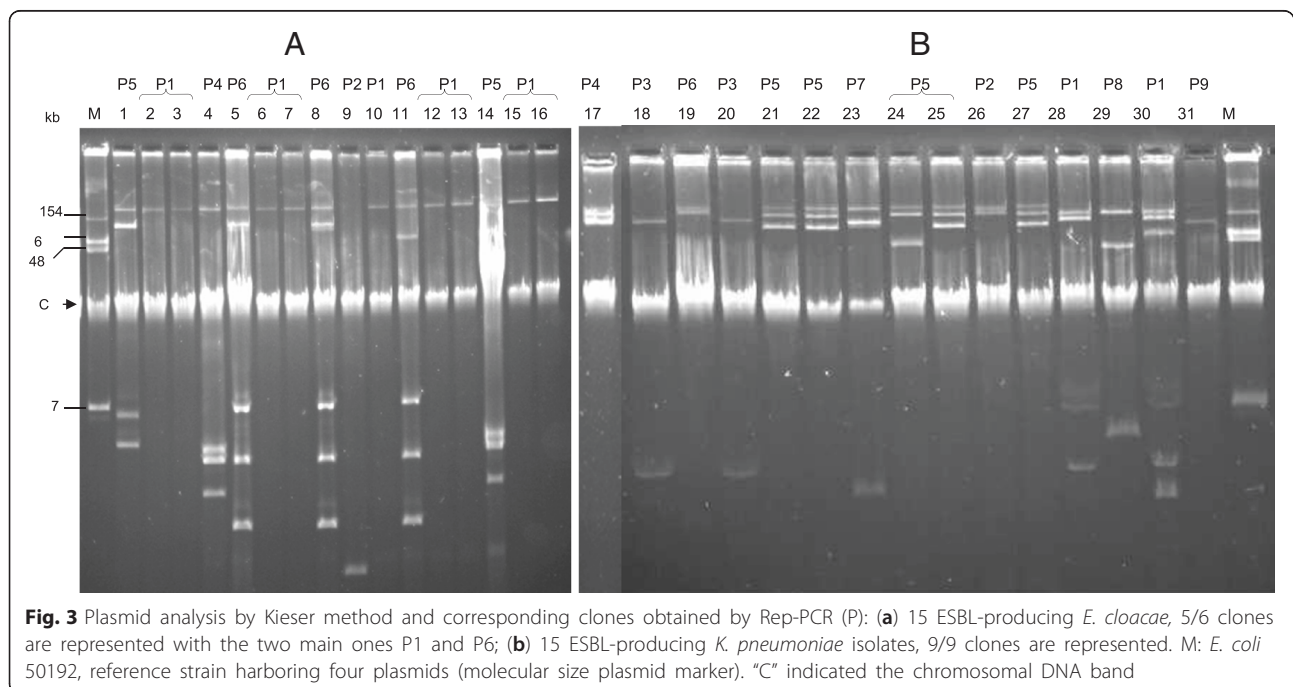 A B
P5 P1 P4 P6 P1 P6 P2 P1 P6 P1 P5 P1 P4 P3 P6 P3 P5 P5 P7 P5 P2 P5 P1 P8 P1 P9
kb M 1 2 3 4 5 6 7 8 9 10 11 12 13 14 15 16 17 18 19 20 21 22 23 24 25 26 27 28 29 30 31 M
154
6
48
C
7
Fig. 3 Plasmid analysis by Kieser method and corresponding clones obtained by Rep-PCR (P): (a) 15 ESBL-producing E. cloacae, 5/6 clones
are represented with the two main ones P1 and P6; (b) 15 ESBL-producing K. pneumoniae isolates, 9/9 clones are represented. M: E. coli
50192, reference strain harboring four plasmids (molecular size plasmid marker). “C” indicated the chromosomal DNA band